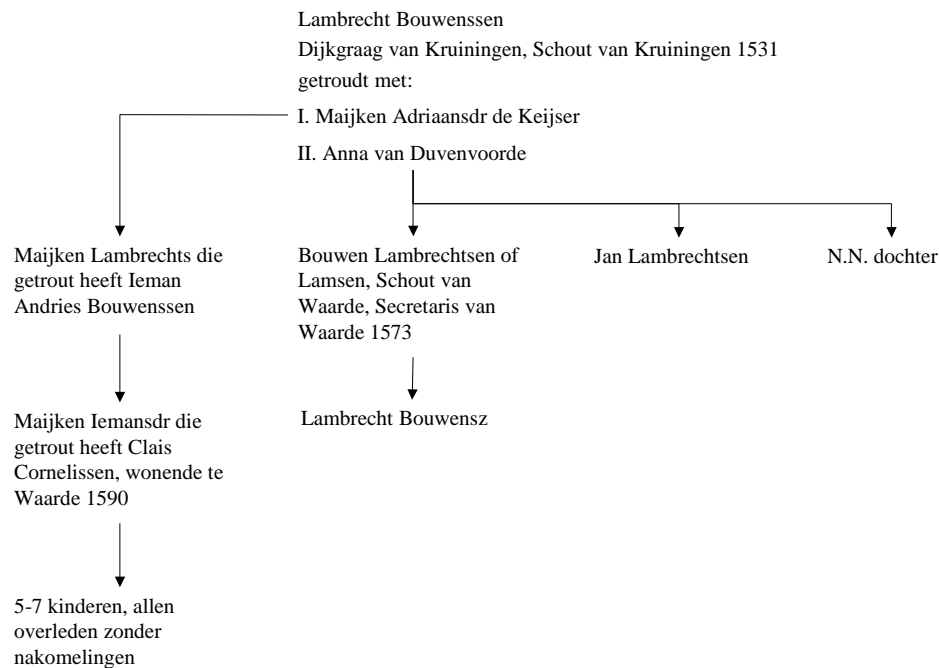 Lambrecht Bouwenssen
Dijkgraag van Kruiningen, Schout van Kruiningen 1531
getroudt met:
I. Maijken Adriaansdr de Keijser
II. Anna van Duvenvoorde
Maijken Lambrechts die
getrout heeft Ieman
Andries Bouwenssen
Bouwen Lambrechtsen of
Lamsen, Schout van
Waarde, Secretaris van
Waarde 1573
Jan Lambrechtsen
N.N. dochter
Maijken Iemansdr die
getrout heeft Clais
Cornelissen, wonende te
Waarde 1590
Lambrecht Bouwensz
5-7 kinderen, allen
overleden zonder
nakomelingen